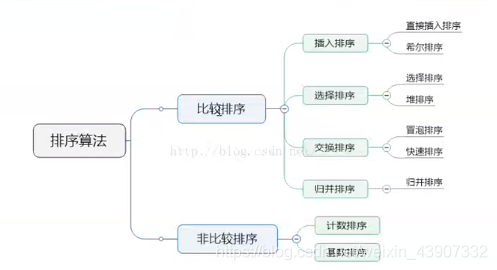 直接插入排序
插入排序
希尔排序
选择排序
比较排序
选择排序
堆排序
排序算法
冒泡排序
http://blog.csdn.net
交换排序
快速排序
归并排序
归并排序
计数排序
非比较排序
基数排序
https://blog.csdn.net/weixin_43907332